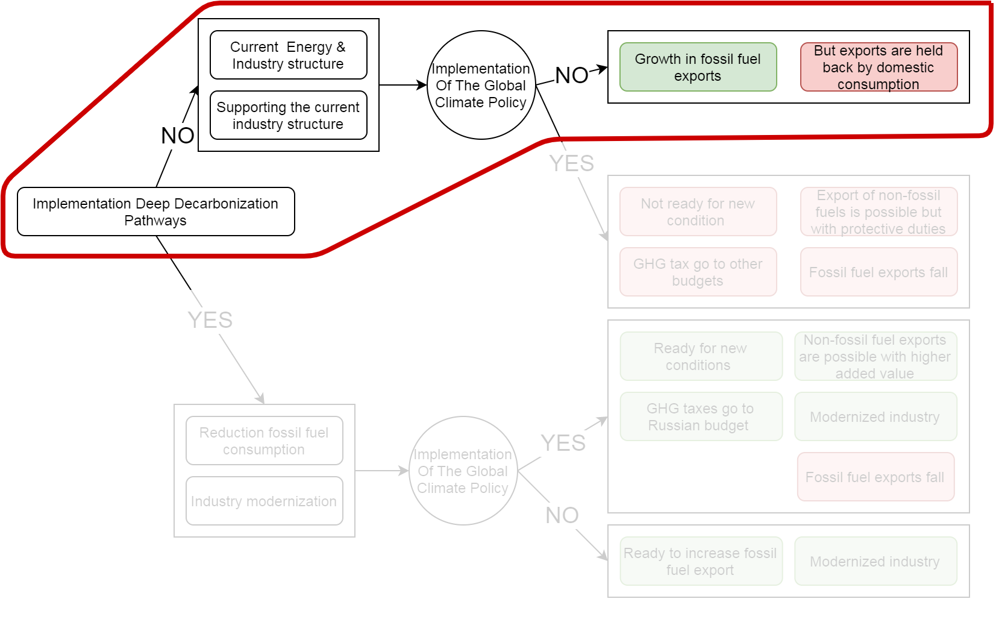 Current  Energy &
Industry structure
Supporting the current
industry structure
Implementation
Of The Global
Climate Policy
NO
Growth in fossil fuel
exports
But exports are held
back by domestic
consumption
NO
YES
Implementation Deep Decarbonization
Pathways
Not ready for new
condition
Export of non-fossil
fuels is possible but
with protective duties
GHG tax go to other
budgets
Fossil fuel exports fall
YES
Reduction fossil fuel
consumption
Industry modernization
Implementation
Of The Global
Climate Policy
YES
NO
Ready for new
conditions
Non-fossil fuel exports
are possible with higher
added value
GHG taxes go to
Russian budget
Modernized industry
Fossil fuel exports fall
Ready to increase fossil
fuel export
Modernized industry